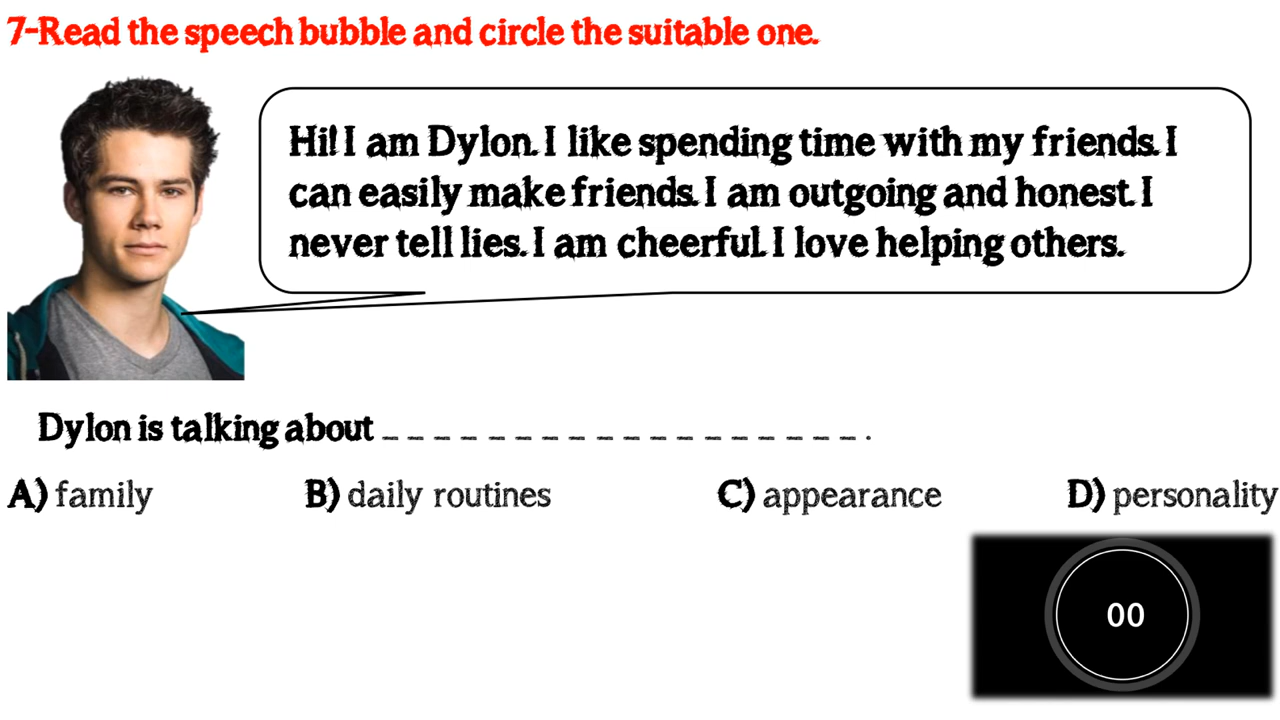 7-Read the speech bubble and circle the suitable one.
Hi! I am Dylon. I like spending time with my friends. I
can easily make friends. I am outgoing and honest. I
never tell lies. I am cheerful. I love helping others.
Dylon is talking about _ _ _ _ _ _ _ _ _ _ _ _ _ _ _ _ _ _ .
A) family B) daily routines C) appearance D) personality
00